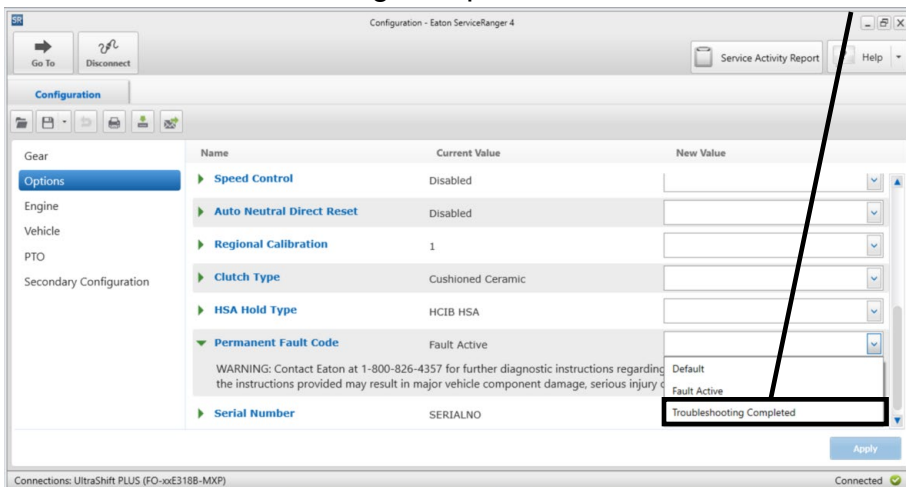 SR
Configuration - Eaton ServiceRanger 4
Go To
Disconnect
Service Activity Report
Help
Configuration
Gear
Options
Engine
Vehicle
PTO
Secondary Configuration
Name Current Value New Value
Speed Control Disabled
Auto Neutral Direct Reset Disabled
Regional Calibration 1
Clutch Type Cushioned Ceramic
HSA Hold Type HCIB HSA
Permanent Fault Code Fault Active
WARNING: Contact Eaton at 1-800-826-4357 for further diagnostic instructions regarding
the instructions provided may result in major vehicle component damage, serious injury
Default
Fault Active
Troubleshooting Completed
Serial Number SERIALNO
Apply
Connections: UltraShift PLUS (FO-xxE318B-MXP) Connected